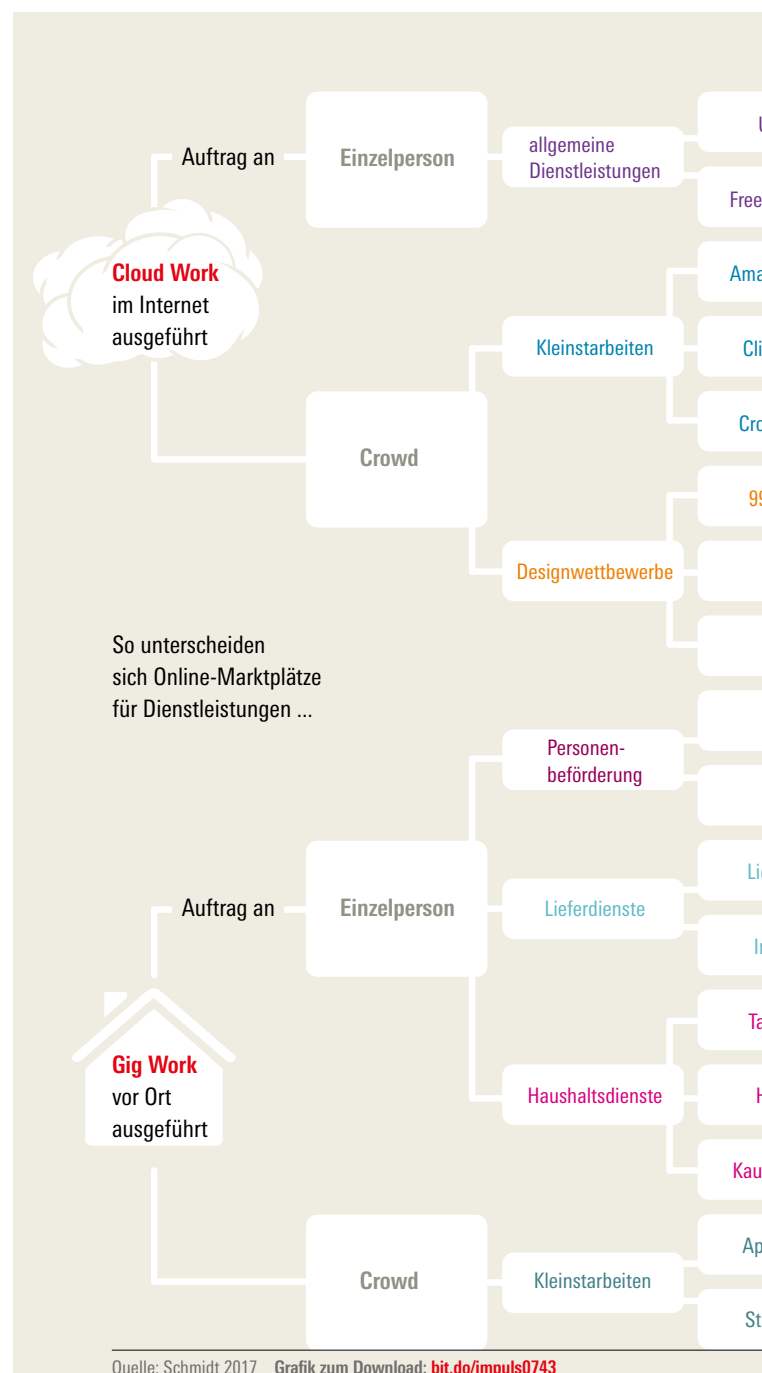 Auftrag an
Einzelperson
allgemeine
Dienstleistungen
Cloud Work
im Internet
ausgeführt
Kleinstarbeiten
Crowd
Designwettbewerbe
So unterscheiden
sich Online-Marktplätze
für Dienstleistungen ...
Personen-
beförderung
Auftrag an
Einzelperson
Lieferdienste
Gig Work
vor Ort
ausgeführt
Haushaltsdienste
Crowd
Kleinstarbeiten
Quelle: Schmidt 2017 Grafik zum Download: bit.do/impuls0743